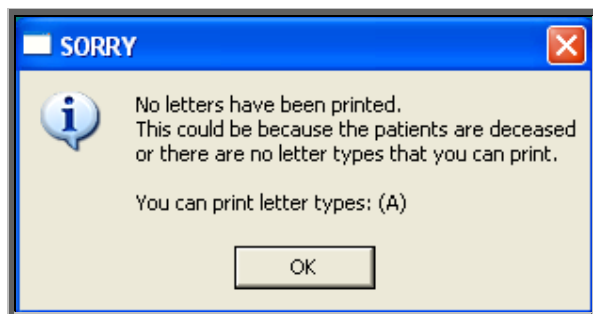 SORRY
No letters have been printed.
This could be because the patients are deceased
or there are no letter types that you can print.
You can print letter types: (A)
OK